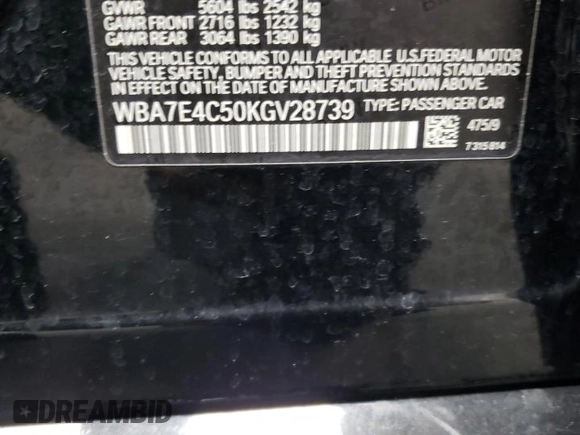 GVWR 5604 lbs 2542 kg
GAWR FRONT 2716 lbs 1232 kg
GAWR REAR 3064 lbs 1390 kg
THIS VEHICLE CONFORMS TO ALL APPLICABLE U.S.FEDERAL MOTOR
VEHICLE SAFETY, BUMPER, AND THEFT PREVENTION STANDARDS IN
EFFECT ON THE DATE OF MANUFACTURE SHOWN ABOVE.
WBA7E4C50KGV28739 TYPE: PASSENGER CAR
475/9
7315814
DREAMBID